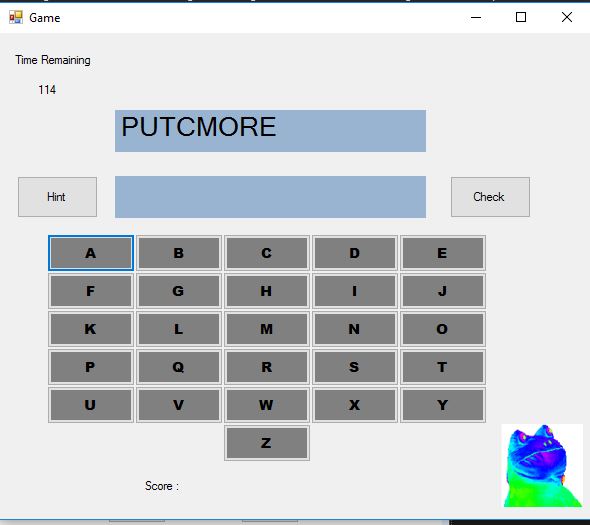 Game
Time Remaining
114
PUTCMORE
Hint
Check
A B C D E
F G H I J
K L M N O
P Q R S T
U V W X Y
Z
Score :